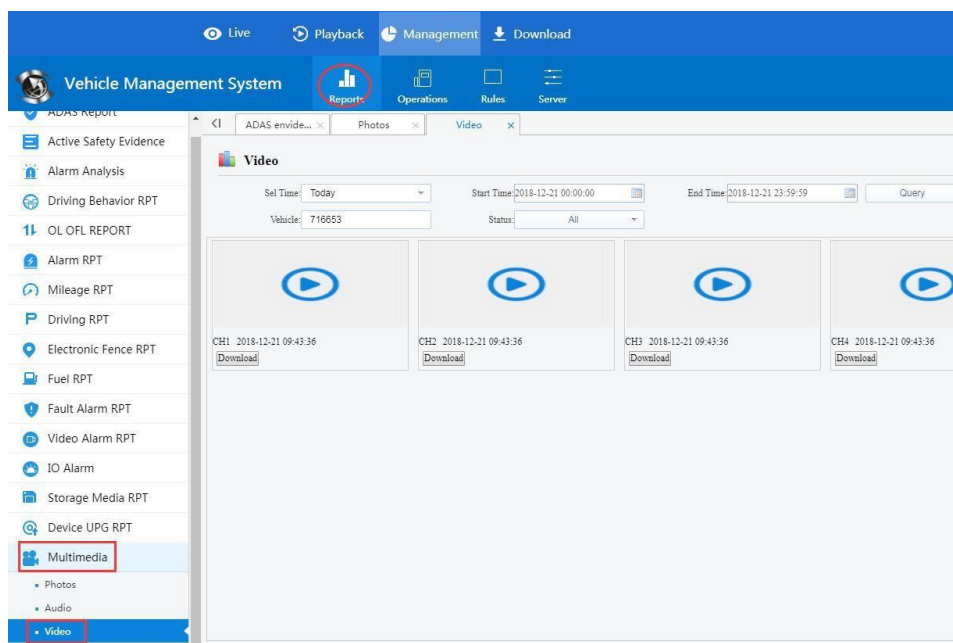 Live Playback Management Download
Vehicle Management System
Reports Operations Rules Server
ADAS Report
Active Safety Evidence
Alarm Analysis
Driving Behavior RPT
OL OFL REPORT
Alarm RPT
Mileage RPT
Driving RPT
Electronic Fence RPT
Fuel RPT
Fault Alarm RPT
Video Alarm RPT
IO Alarm
Storage Media RPT
Device UPG RPT
Multimedia
Photos
Audio
Video
ADAS envide... Photos Video
Video
Sel Time: Today Start Time: 2018-12-21 00:00:00 End Time: 2018-12-21 23:59:59 Query
Vehicle: 716653 Status: All
CH1 2018-12-21 09:43:36
Download
CH2 2018-12-21 09:43:36
Download
CH3 2018-12-21 09:43:36
Download
CH4 2018-12-21 09:43:36
Download